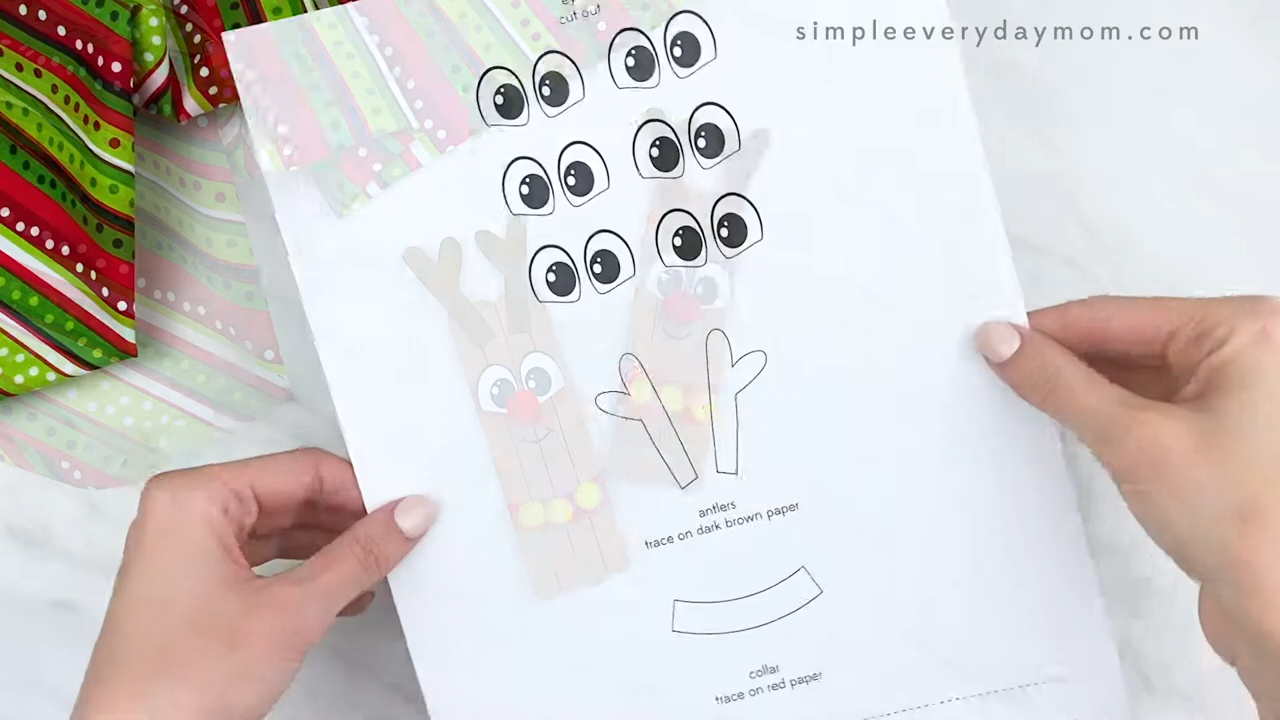 simpleeverydaymom.com
cut out
antlers
trace on dark brown paper
collar
trace on red paper